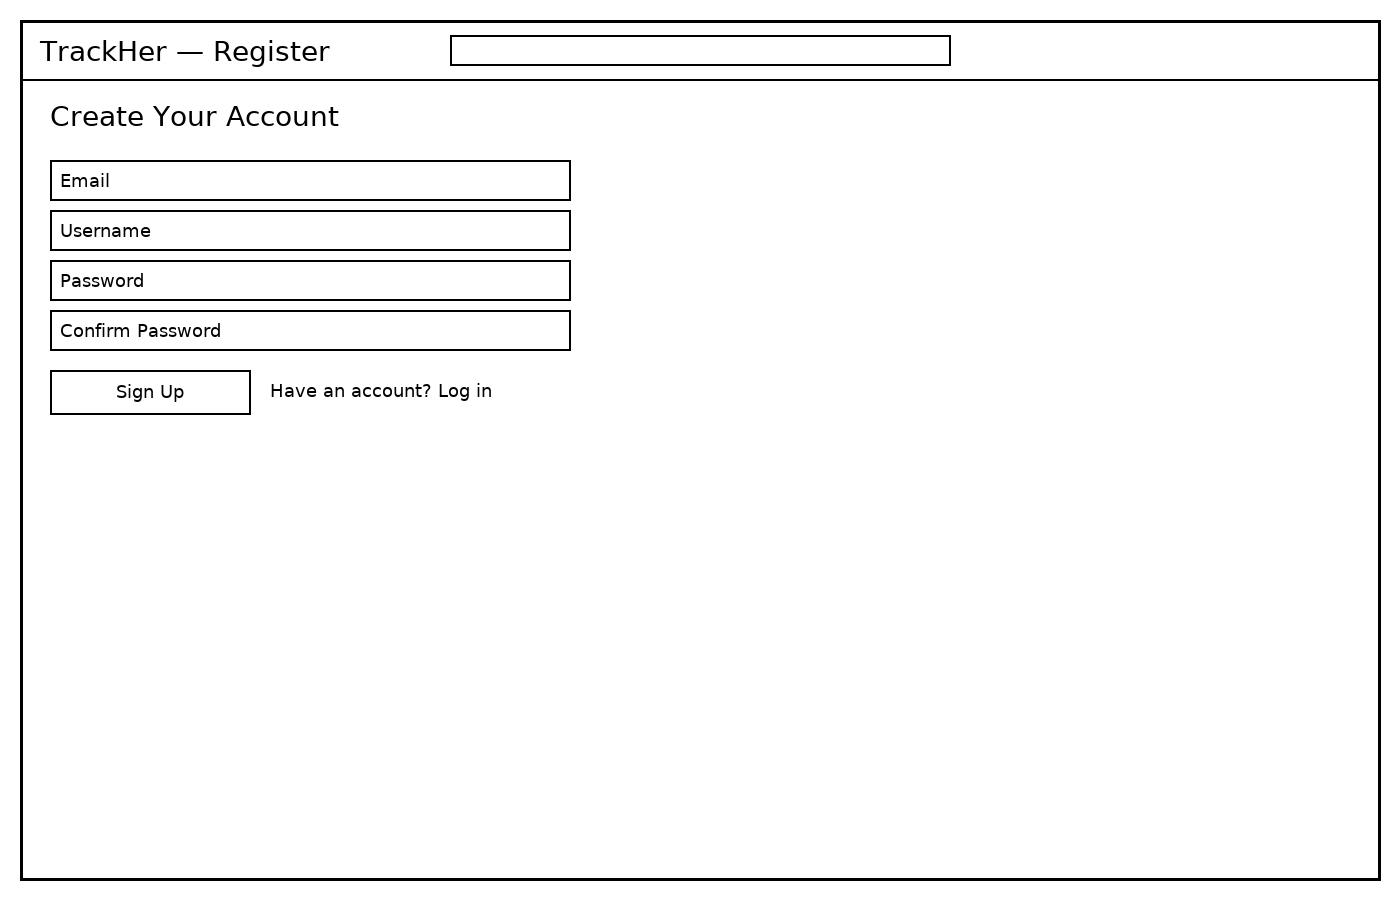 TrackHer — Register
Create Your Account
Email
Username
Password
Confirm Password
Sign Up
Have an account? Log in